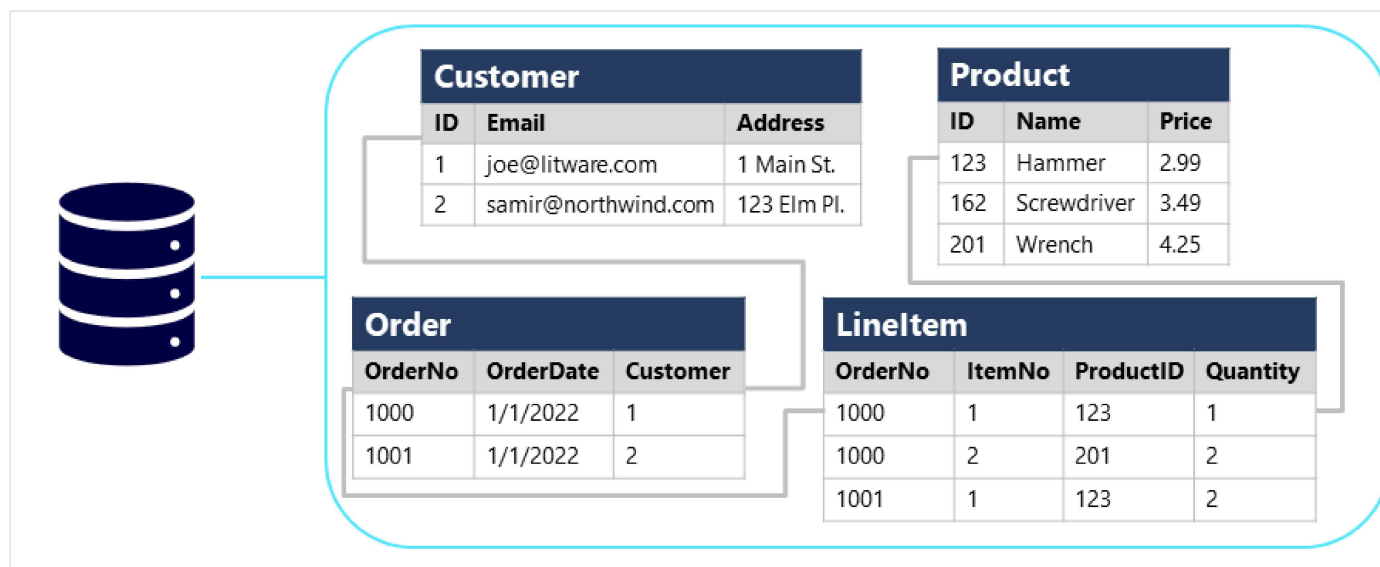 Customer
ID Email Address
1 joe@litware.com 1 Main St.
2 samir@northwind.com 123 Elm Pl.
Product
ID Name Price
123 Hammer 2.99
162 Screwdriver 3.49
201 Wrench 4.25
Order
OrderNo OrderDate Customer
1000 1/1/2022 1
1001 1/1/2022 2
LineItem
OrderNo ItemNo ProductID Quantity
1000 1 123 1
1000 2 201 2
1001 1 123 2